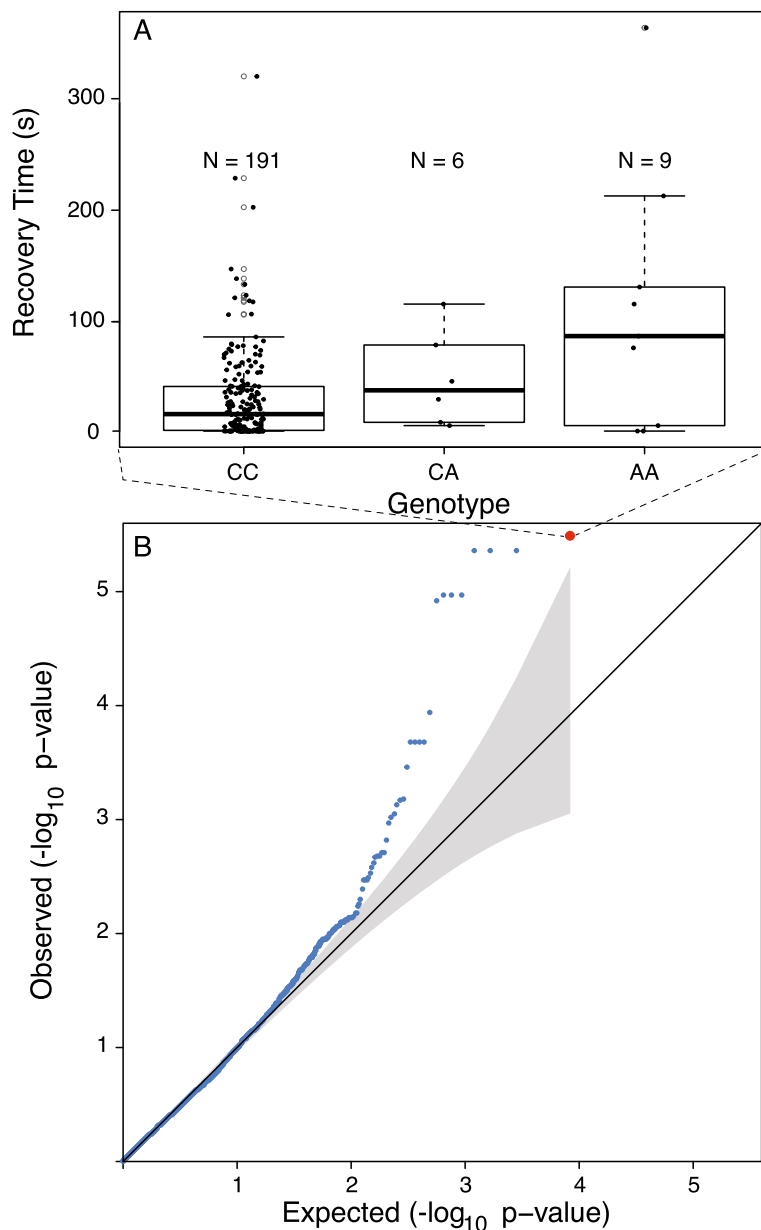 A
Recovery Time (s)
300
200
100
0
N = 191
N = 6
N = 9
CC
CA
AA
Genotype
B
Observed (-log10 p−value)
5
4
3
2
1
1
2
3
4
5
Expected (-log10 p−value)